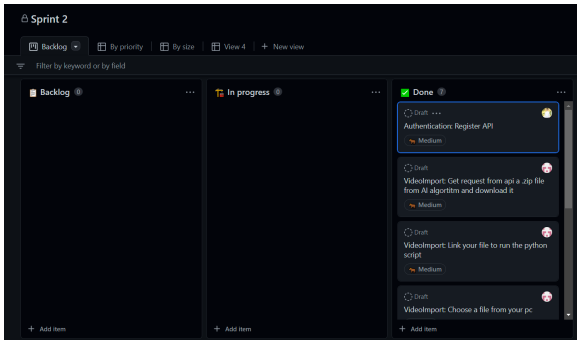 Sprint 2
Backlog
By priority
By size
View 4
+ New view
Filter by keyword or by field
Backlog 0
In progress 0
Done 7
Draft
Authentication: Register API
Medium
Draft
VideoImport: Get request from api a .zip file
from AI algortitm and download it
Medium
Draft
VideoImport: Link your file to run the python
script
Medium
Draft
VideoImport: Choose a file from your pc
+ Add item
+ Add item
+ Add item